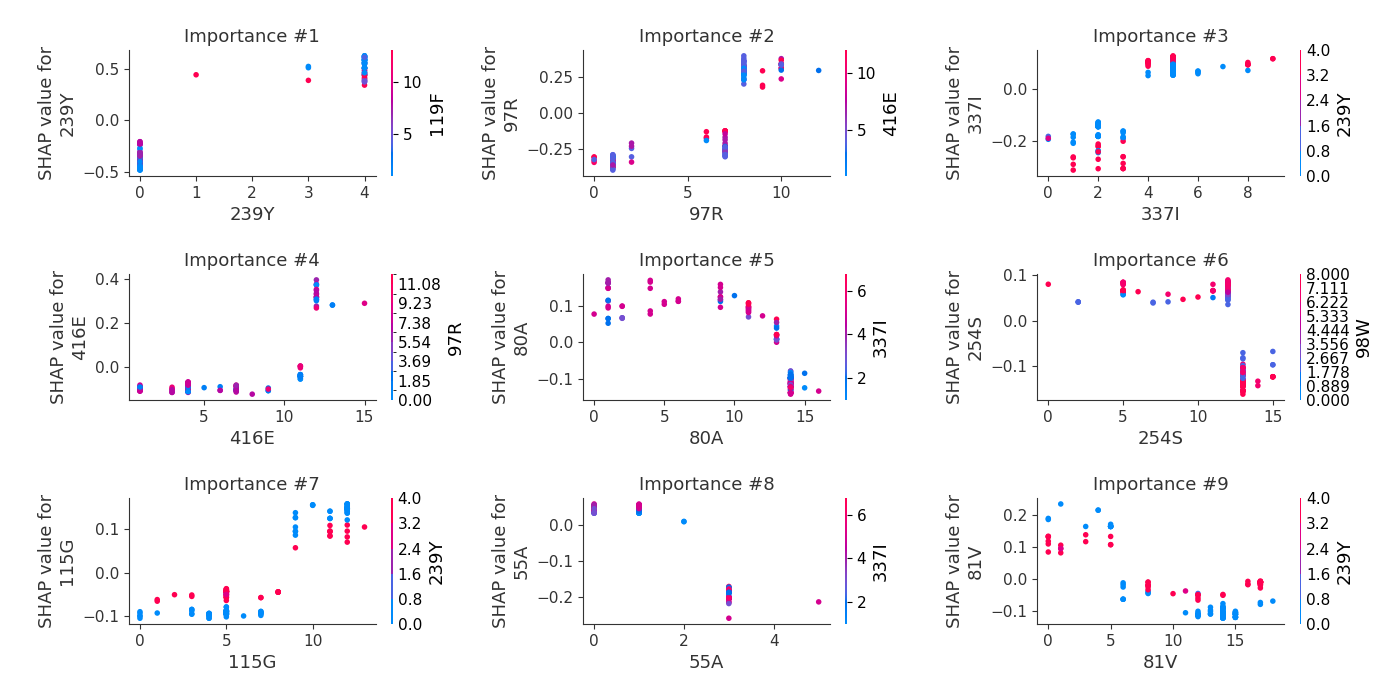 Importance #1
SHAP value for
239Y
0.5
0.0
−0.5
0
1
3
4
239Y
10
5
119F
Importance #2
SHAP value for
97R
0.25
0.00
−0.25
0
5
10
97R
10
5
416E
Importance #3
SHAP value for
337I
0.0
−0.2
0
2
4
6
8
337I
4.0
3.2
2.4
1.6
0.8
0.0
239Y
Importance #4
SHAP value for
416E
0.4
0.2
0.0
5
10
15
416E
11.08
9.23
7.38
5.54
3.69
1.85
0.00
97R
Importance #5
SHAP value for
80A
0.1
0.0
−0.1
0
5
10
15
80A
6
4
2
337I
Importance #6
SHAP value for
254S
0.1
0.0
−0.1
0
5
10
15
254S
8.000
7.111
6.222
5.333
4.444
3.556
2.667
1.778
0.889
0.000
98W
Importance #7
SHAP value for
115G
0.1
0.0
−0.1
0
5
10
115G
4.0
3.2
2.4
1.6
0.8
0.0
239Y
Importance #8
SHAP value for
55A
0.0
−0.1
−0.2
0
2
4
55A
6
4
2
337I
Importance #9
SHAP value for
81V
0.2
0.1
0.0
−0.1
0
5
10
15
81V
4.0
3.2
2.4
1.6
0.8
0.0
239Y